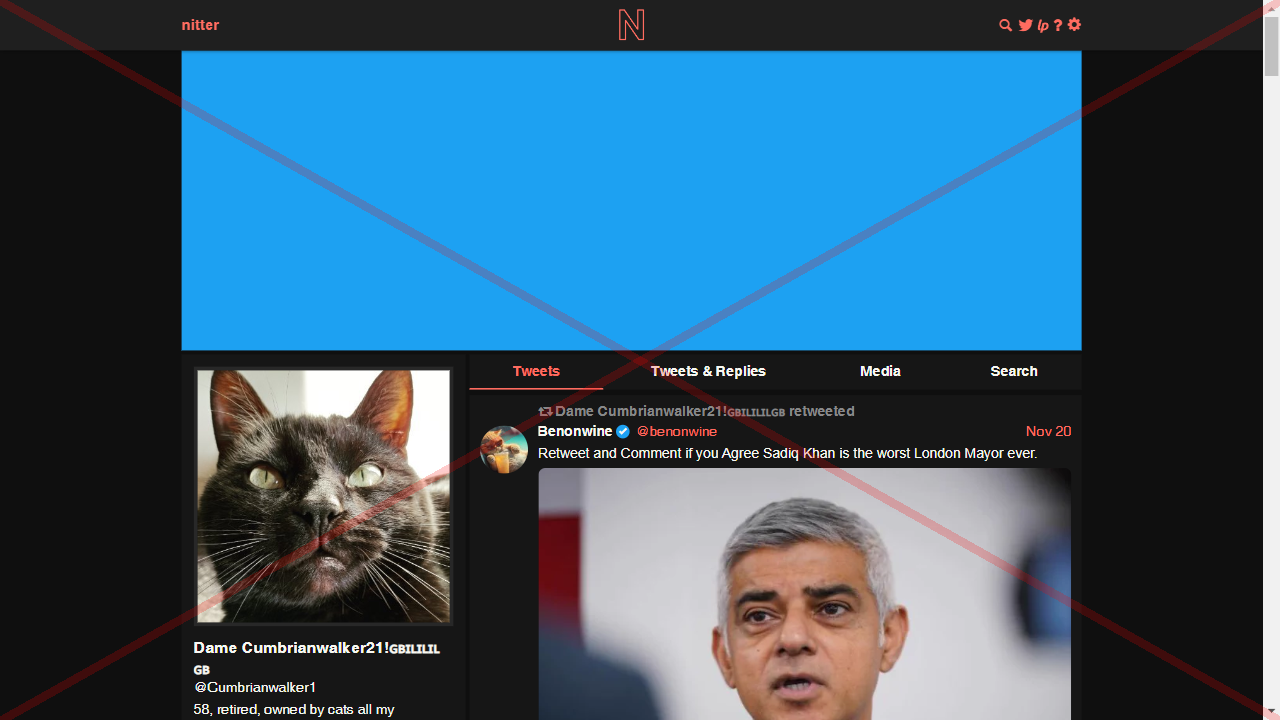 nitter
N
lp ?
Tweets
Tweets & Replies
Media
Search
Dame Cumbrianwalker21!GBILILILGB retweeted
Benonwine @benonwine
Nov 20
Retweet and Comment if you Agree Sadiq Khan is the worst London Mayor ever.
Dame Cumbrianwalker21!GBILILIL
GB
@Cumbrianwalker1
58, retired, owned by cats all my